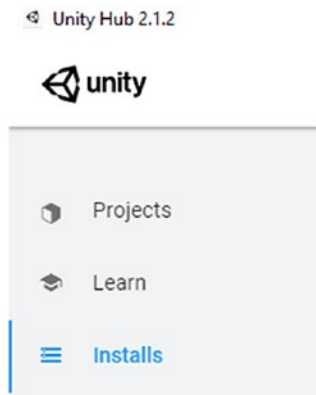 Unity Hub 2.1.2
unity
Projects
Learn
Installs